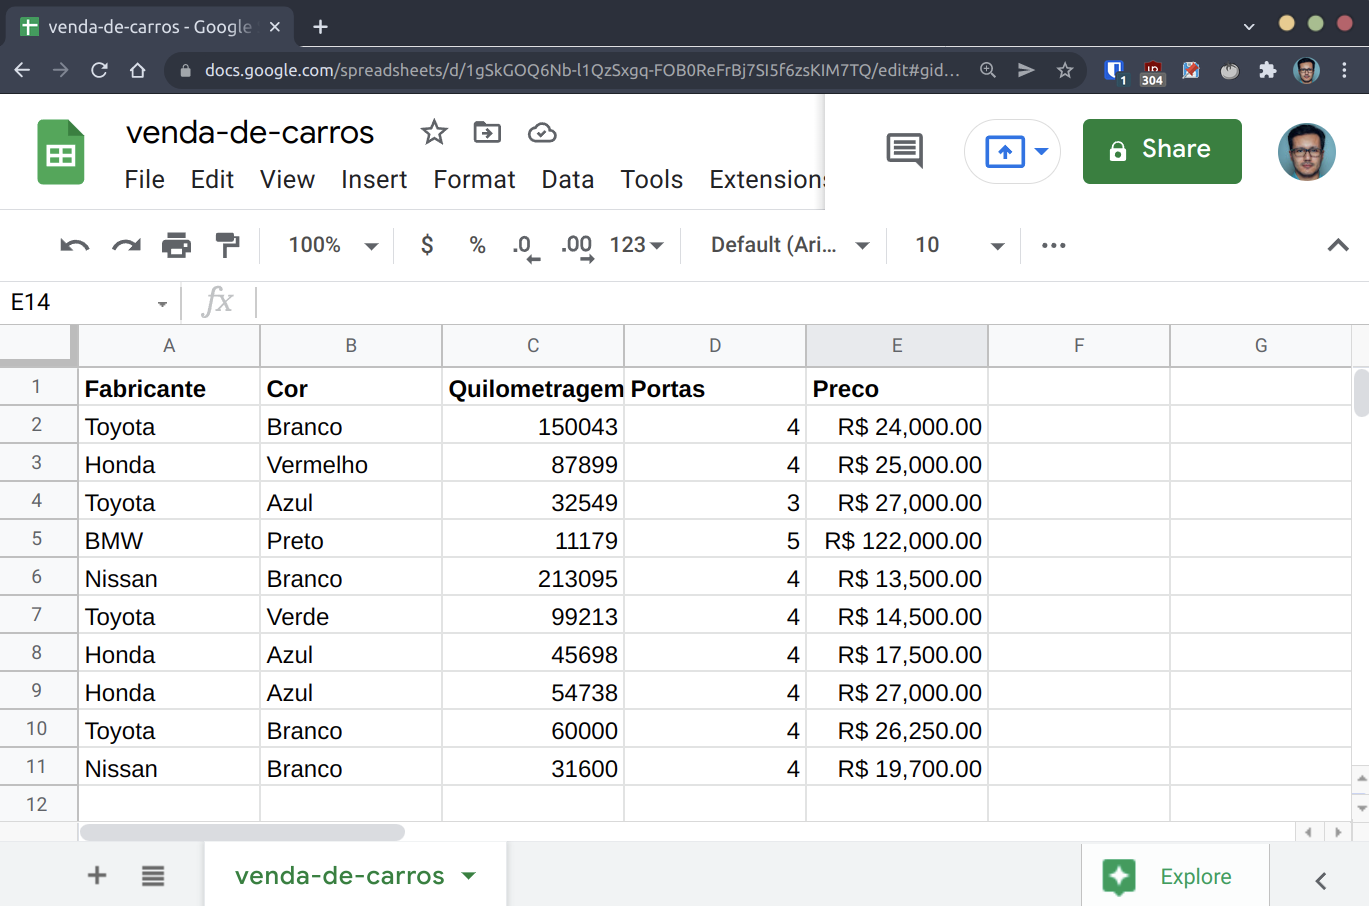 venda-de-carros - Google
docs.google.com/spreadsheets/d/1gSkGOQ6Nb-l1QzSxgq-FOB0ReFrBj7SI5f6zsKIM7TQ/edit#gid...
1
304
venda-de-carros
File Edit View Insert Format Data Tools Extensions
Share
100% $ % .0 .00 123 Default (Ari... 10
E14 fx
A B C D E F G
1 Fabricante Cor Quilometragem Portas Preco
2 Toyota Branco 150043 4 R$ 24,000.00
3 Honda Vermelho 87899 4 R$ 25,000.00
4 Toyota Azul 32549 3 R$ 27,000.00
5 BMW Preto 11179 5 R$ 122,000.00
6 Nissan Branco 213095 4 R$ 13,500.00
7 Toyota Verde 99213 4 R$ 14,500.00
8 Honda Azul 45698 4 R$ 17,500.00
9 Honda Azul 54738 4 R$ 27,000.00
10 Toyota Branco 60000 4 R$ 26,250.00
11 Nissan Branco 31600 4 R$ 19,700.00
12
venda-de-carros
Explore